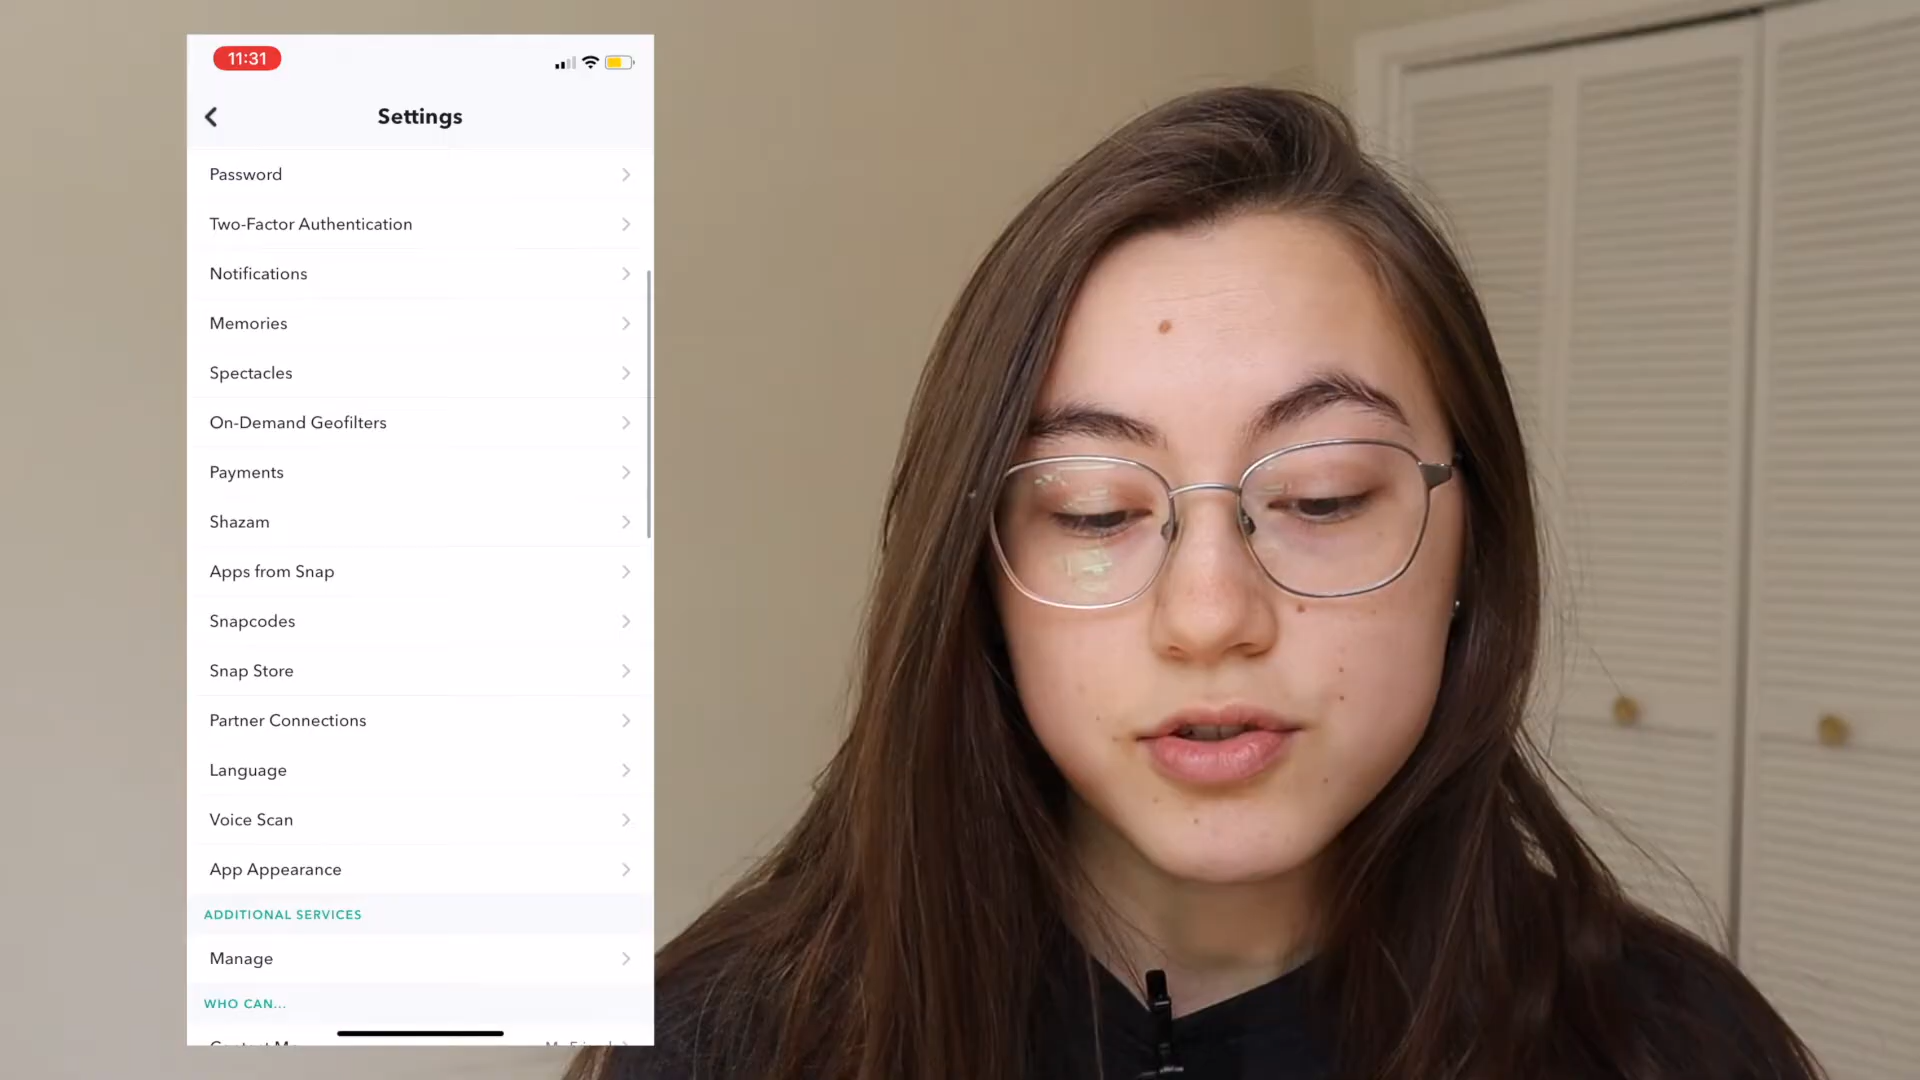 11:31
Settings
Password
Two-Factor Authentication
Notifications
Memories
Spectacles
On-Demand Geofilters
Payments
Shazam
Apps from Snap
Snapcodes
Snap Store
Partner Connections
Language
Voice Scan
App Appearance
ADDITIONAL SERVICES
Manage
WHO CAN...